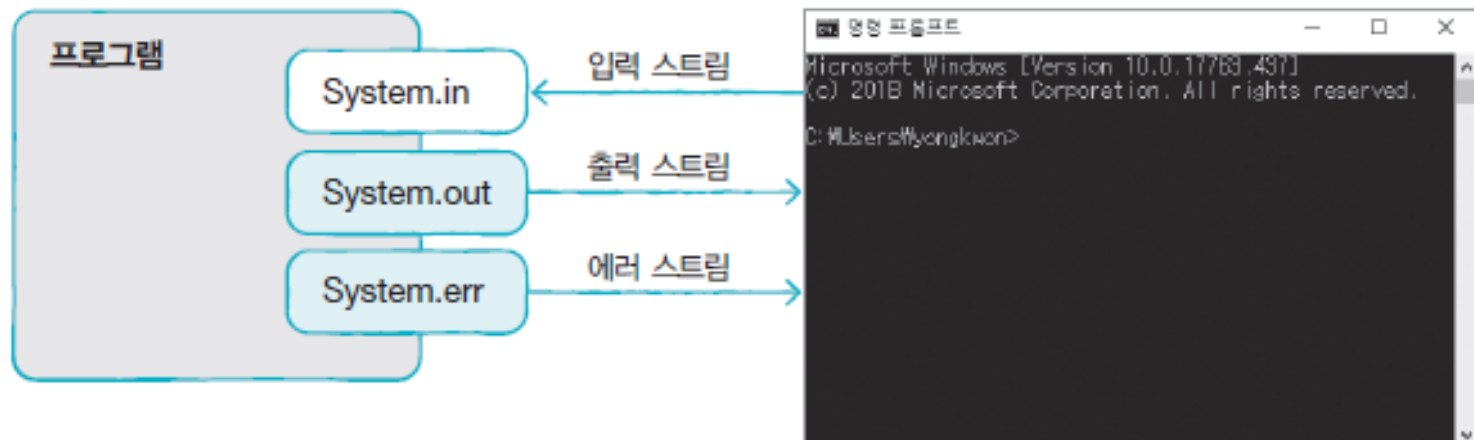 프로그램
System.in
System.out
System.err
입력 스트림
출력 스트림
에러 스트림
명령 프롬프트
Microsoft Windows [Version 10.0.17763.437]
(c) 2018 Microsoft Corporation. All rights reserved.
C:₩Users₩yongkwon>